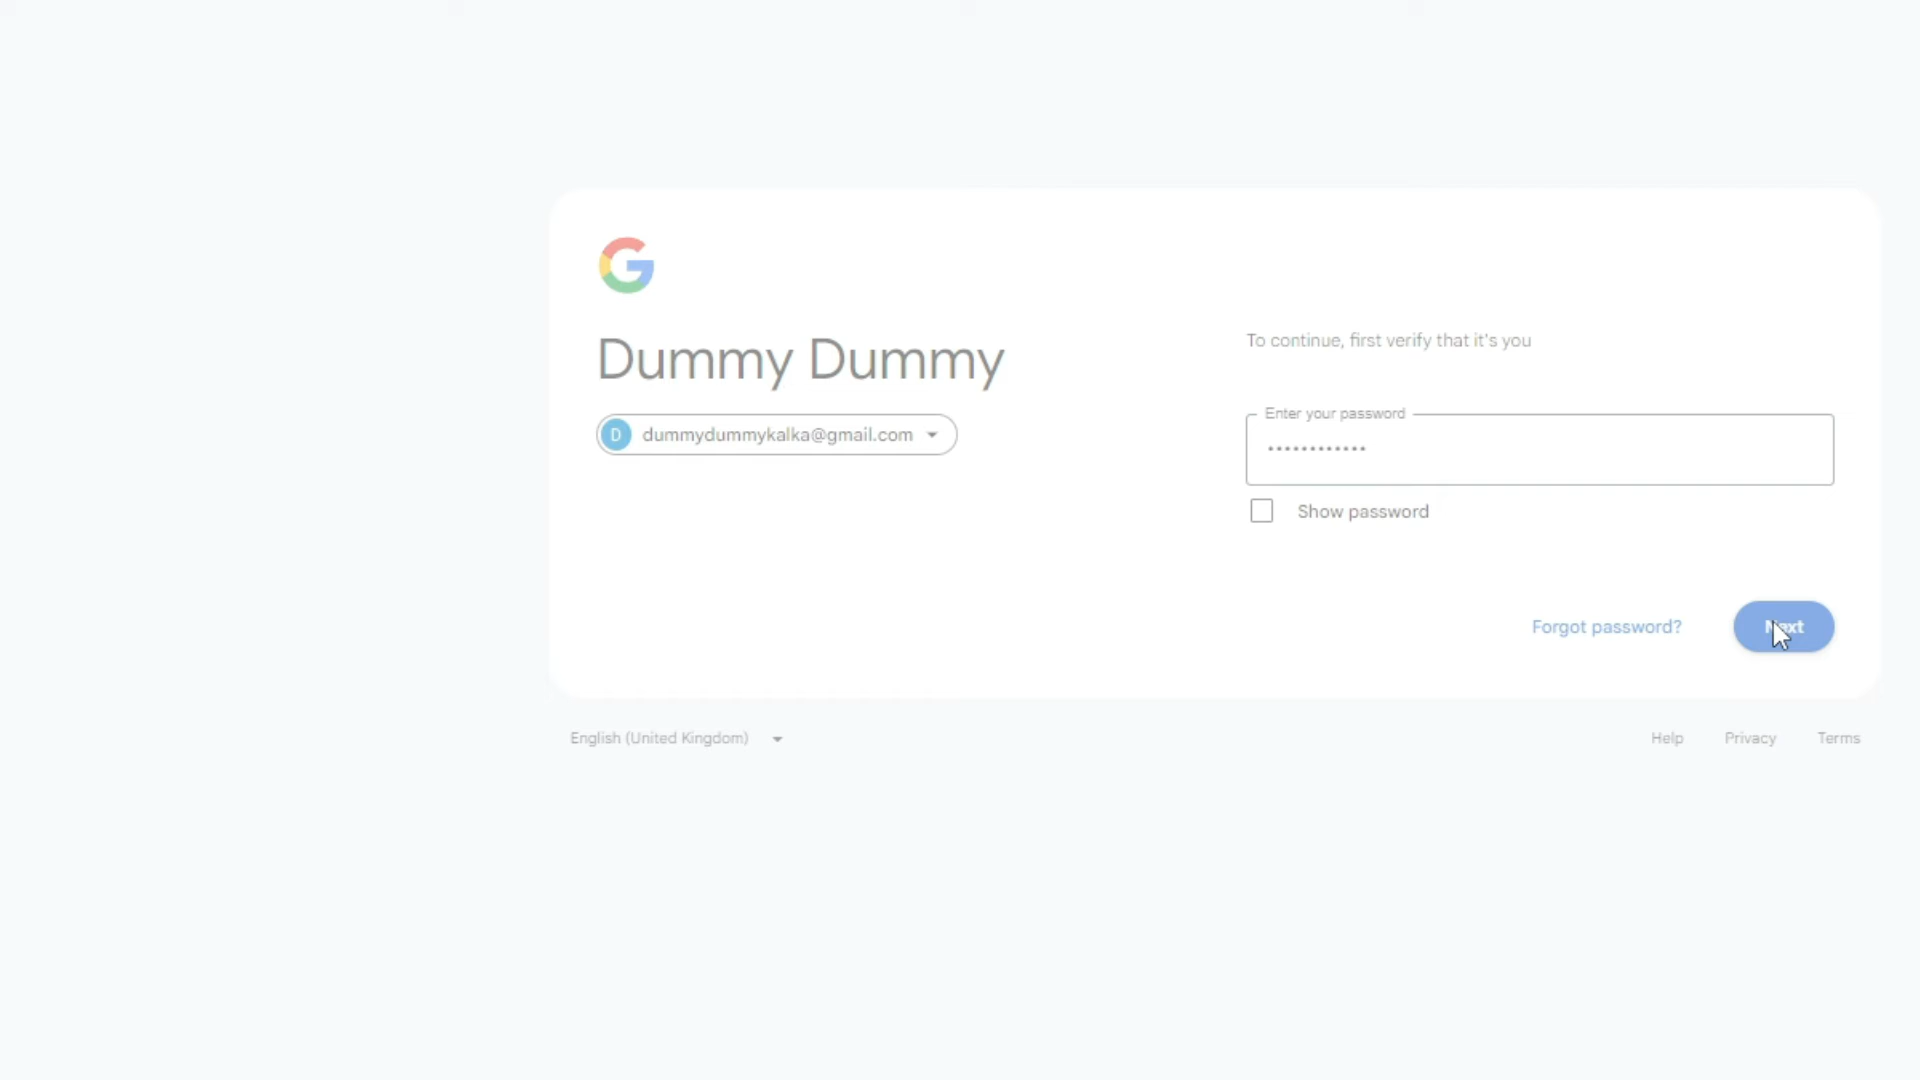 Dummy Dummy
D dummydummykalka@gmail.com
To continue, first verify that it's you
Enter your password
••••••••••••
Show password
Forgot password?
Next
English (United Kingdom)
Help
Privacy
Terms